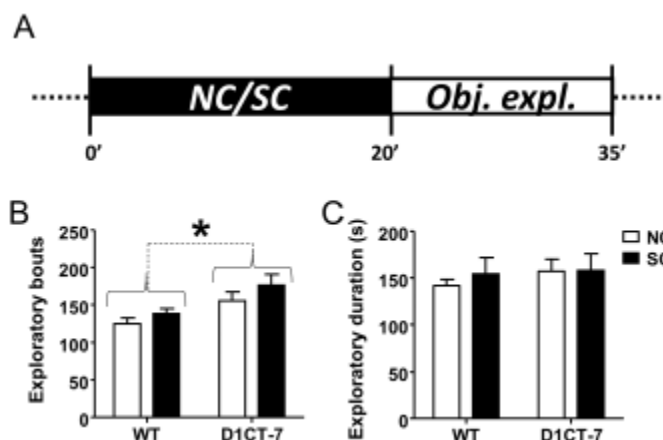 A
NC/SC
Obj. expl.
0'
20'
35'
B
*
Exploratory bouts
250
200
150
100
50
0
WT
D1CT-7
C
Exploratory duration (s)
200
150
100
50
0
WT
D1CT-7